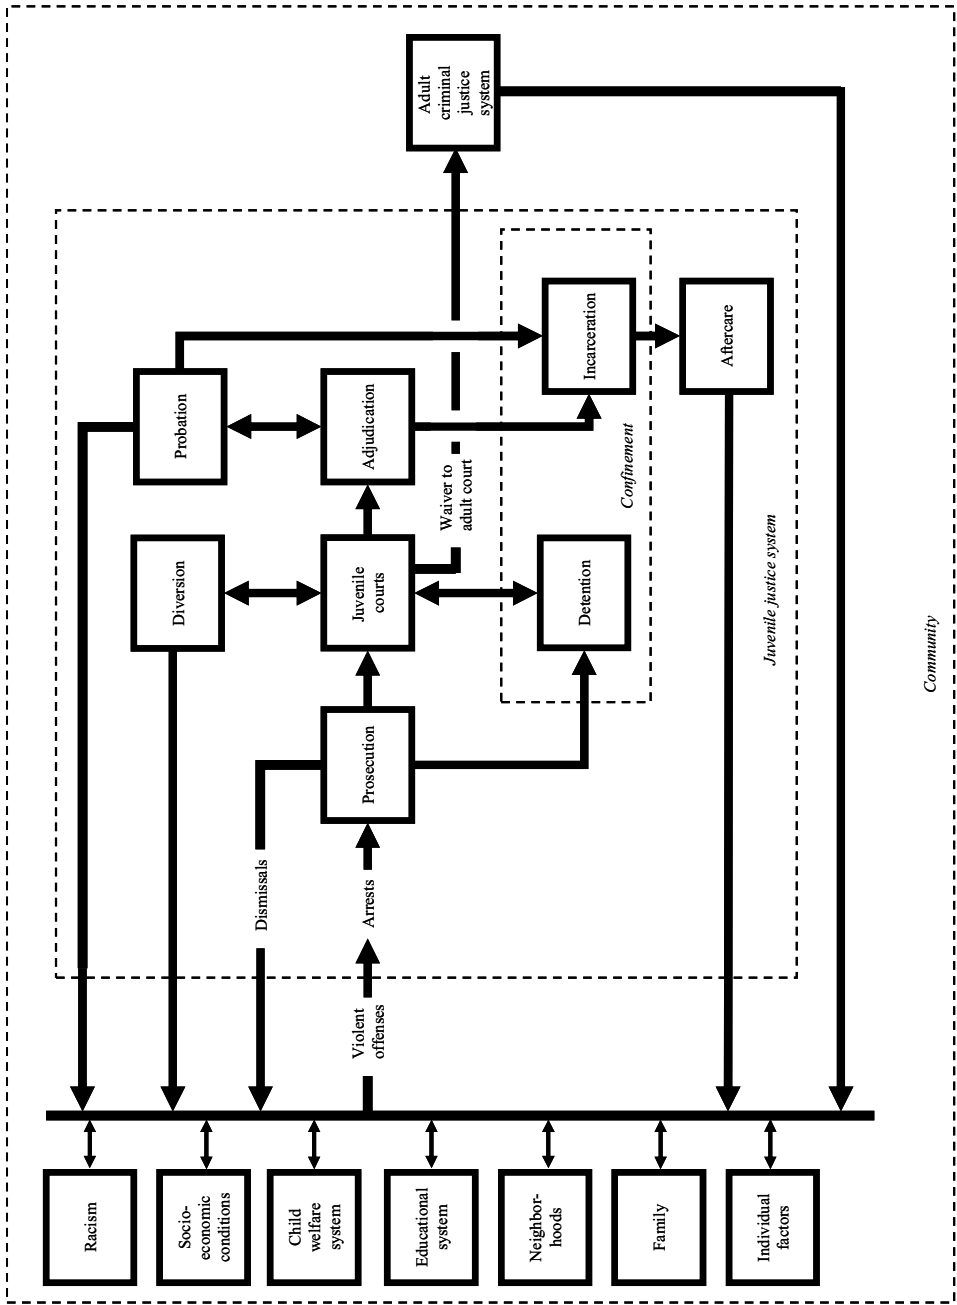 Racism
Socio-
economic
conditions
Child
welfare
system
Educational
system
Neighbor-
hoods
Family
Individual
factors
Violent
offenses
Arrests
Dismissals
Prosecution
Diversion
Juvenile
courts
Detention
Waiver to
adult court
Probation
Adjudication
Incarceration
Aftercare
Confinement
Juvenile justice system
Adult
criminal
justice
system
Community